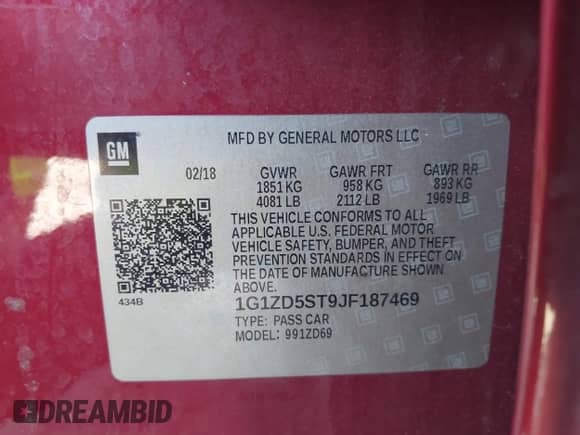 GM
MFD BY GENERAL MOTORS LLC
02/18 GVWR GAWR FRT GAWR RR
1851 KG 958 KG 893 KG
4081 LB 2112 LB 1969 LB
THIS VEHICLE CONFORMS TO ALL
APPLICABLE U.S. FEDERAL MOTOR
VEHICLE SAFETY, BUMPER, AND THEFT
PREVENTION STANDARDS IN EFFECT ON
THE DATE OF MANUFACTURE SHOWN
ABOVE.
434B
1G1ZD5ST9JF187469
TYPE: PASS CAR
MODEL: 991ZD69
DREAMBID